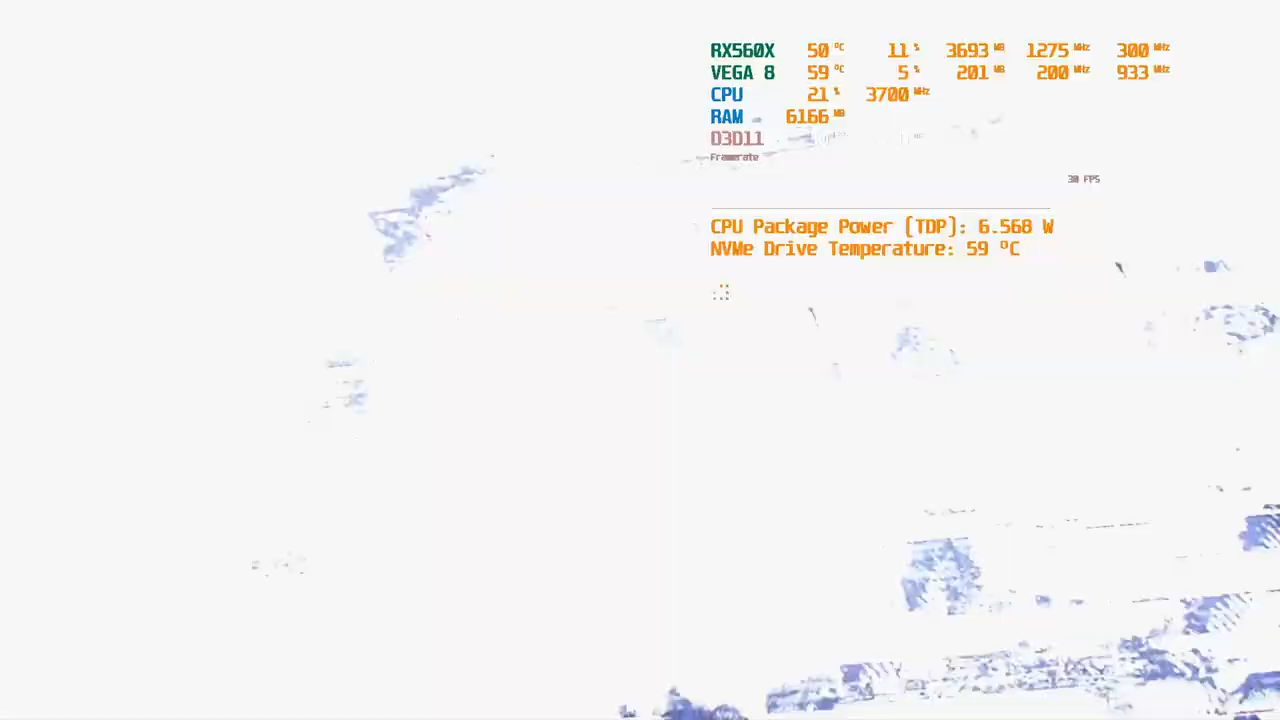 RX560X 50 °C 11 % 3693 MB 1275 MHz 300 MHz
VEGA 8 59 °C 5 % 201 MB 200 MHz 933 MHz
CPU 21 % 3700 MHz
RAM 6166 MB
D3D11
Framerate
30 FPS
CPU Package Power (TDP): 6.568 W
NVMe Drive Temperature: 59 °C